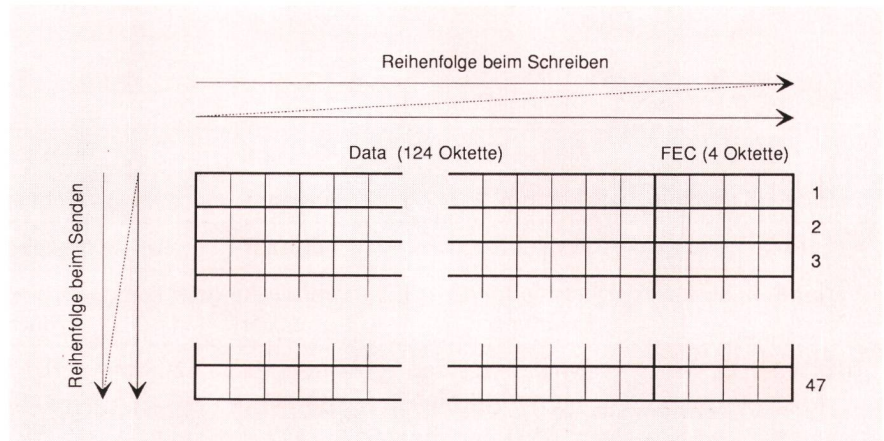 Reihenfolge beim Schreiben
Data (124 Oktette)
FEC (4 Oktette)
Reihenfolge beim Senden
1
2
3
47